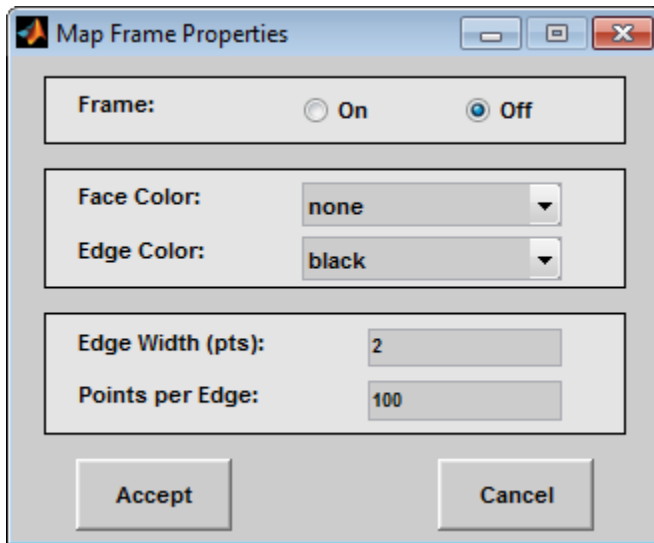 Map Frame Properties
Frame: On Off
Face Color: none
Edge Color: black
Edge Width (pts): 2
Points per Edge: 100
Accept Cancel